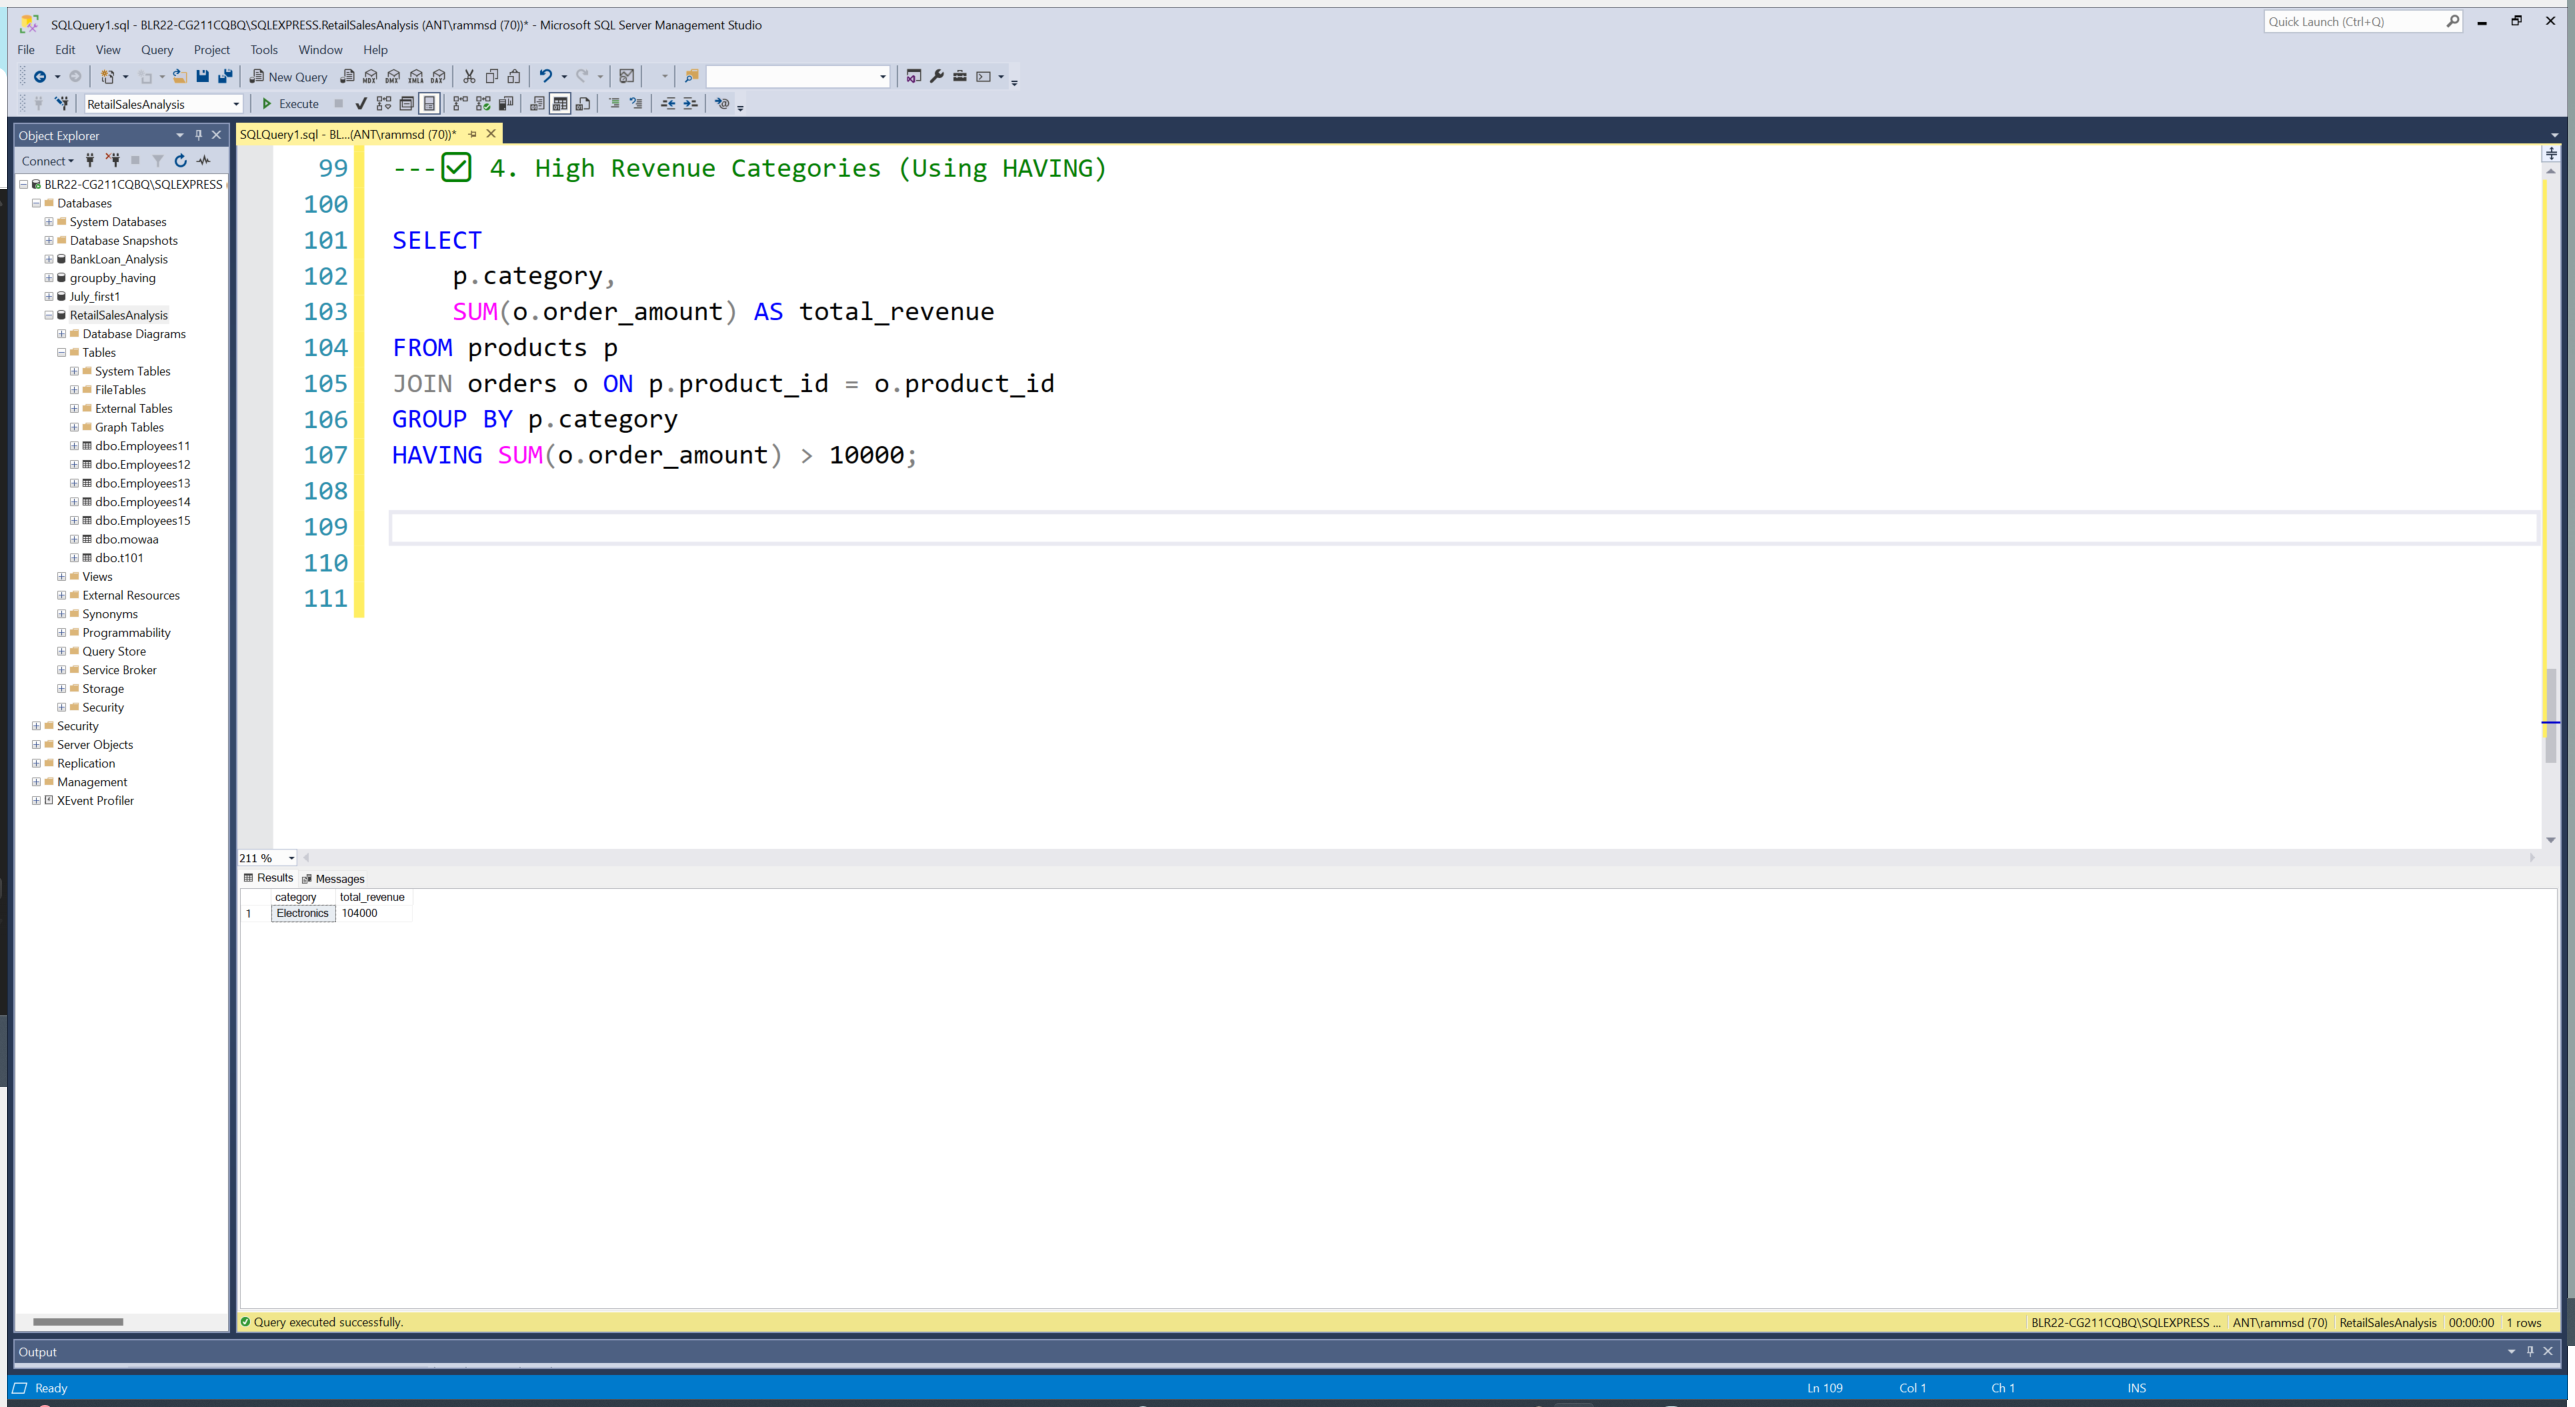 SQLQuery1.sql - BLR22-CG211CQBQ\SQLEXPRESS.RetailSalesAnalysis (ANT\rammsd (70))* - Microsoft SQL Server Management Studio
Quick Launch (Ctrl+Q)
File Edit View Query Project Tools Window Help
New Query MDX DMX XMLA DAX
RetailSalesAnalysis Execute
Object Explorer
Connect
BLR22-CG211CQBQ\SQLEXPRESS
Databases
System Databases
Database Snapshots
BankLoan_Analysis
groupby_having
July_first1
RetailSalesAnalysis
Database Diagrams
Tables
System Tables
FileTables
External Tables
Graph Tables
dbo.Employees11
dbo.Employees12
dbo.Employees13
dbo.Employees14
dbo.Employees15
dbo.mowaa
dbo.t101
Views
External Resources
Synonyms
Programmability
Query Store
Service Broker
Storage
Security
Security
Server Objects
Replication
Management
XEvent Profiler
SQLQuery1.sql - BL...(ANT\rammsd (70))*
99 ---✅ 4. High Revenue Categories (Using HAVING)
100
101 SELECT
102 p.category,
103 SUM(o.order_amount) AS total_revenue
104 FROM products p
105 JOIN orders o ON p.product_id = o.product_id
106 GROUP BY p.category
107 HAVING SUM(o.order_amount) > 10000;
108
109
110
111
211 %
Results Messages
category total_revenue
1 Electronics 104000
Query executed successfully.
BLR22-CG211CQBQ\SQLEXPRESS ... ANT\rammsd (70) RetailSalesAnalysis 00:00:00 1 rows
Output
Ready Ln 109 Col 1 Ch 1 INS